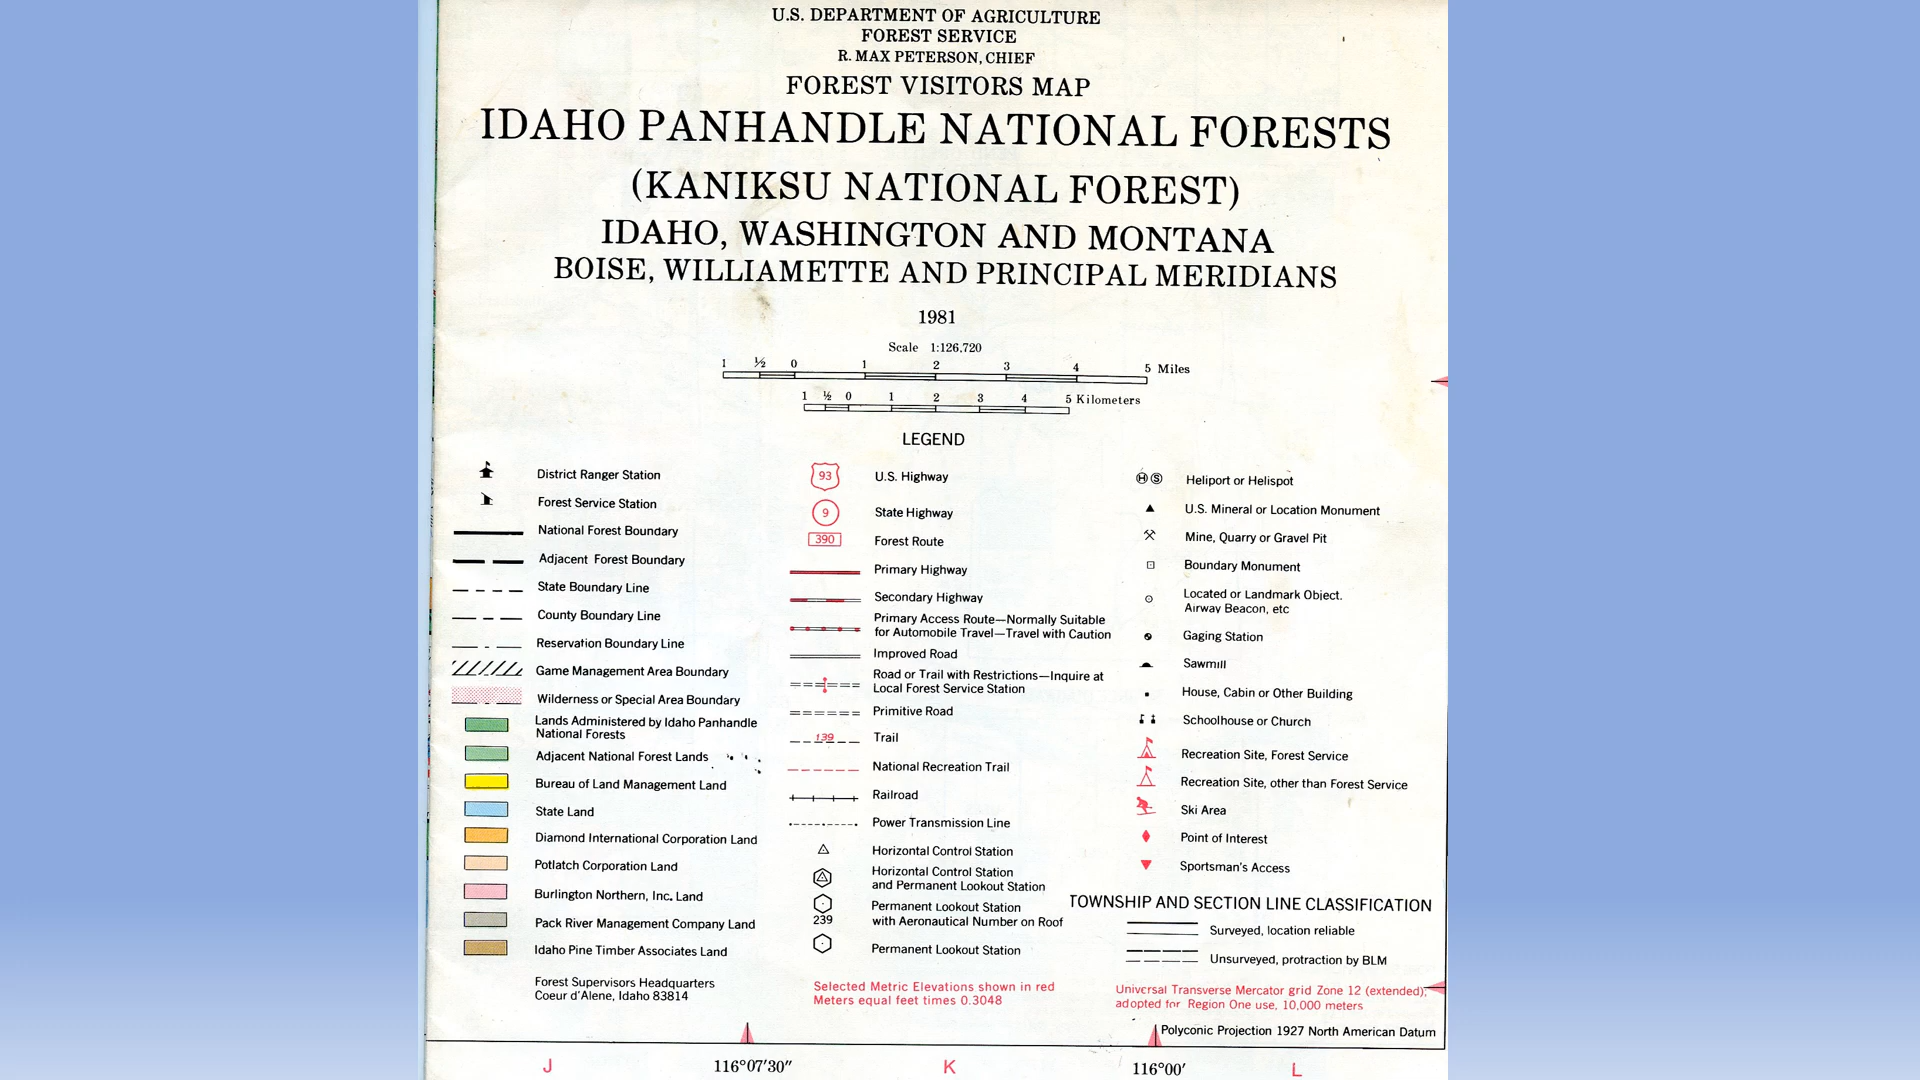 U.S. DEPARTMENT OF AGRICULTURE
FOREST SERVICE
R. MAX PETERSON, CHIEF
FOREST VISITORS MAP
IDAHO PANHANDLE NATIONAL FORESTS
(KANIKSU NATIONAL FOREST)
IDAHO, WASHINGTON AND MONTANA
BOISE, WILLIAMETTE AND PRINCIPAL MERIDIANS
1981
Scale 1:126,720
1 ½ 0 1 2 3 4 5 Miles
1 ½ 0 1 2 3 4 5 Kilometers
LEGEND
District Ranger Station
Forest Service Station
National Forest Boundary
Adjacent Forest Boundary
State Boundary Line
County Boundary Line
Reservation Boundary Line
Game Management Area Boundary
Wilderness or Special Area Boundary
Lands Administered by Idaho Panhandle
National Forests
Adjacent National Forest Lands
Bureau of Land Management Land
State Land
Diamond International Corporation Land
Potlatch Corporation Land
Burlington Northern, Inc. Land
Pack River Management Company Land
Idaho Pine Timber Associates Land
Forest Supervisors Headquarters
Coeur d'Alene, Idaho 83814
93 U.S. Highway
9 State Highway
390 Forest Route
Primary Highway
Secondary Highway
Primary Access Route—Normally Suitable
for Automobile Travel—Travel with Caution
Improved Road
Road or Trail with Restrictions—Inquire at
Local Forest Service Station
Primitive Road
139 Trail
National Recreation Trail
Railroad
Power Transmission Line
Horizontal Control Station
Horizontal Control Station
and Permanent Lookout Station
Permanent Lookout Station
239 with Aeronautical Number on Roof
Permanent Lookout Station
Selected Metric Elevations shown in red
Meters equal feet times 0.3048
H S Heliport or Helispot
U.S. Mineral or Location Monument
Mine, Quarry or Gravel Pit
Boundary Monument
Located or Landmark Object.
Airway Beacon, etc
Gaging Station
Sawmill
House, Cabin or Other Building
Schoolhouse or Church
Recreation Site, Forest Service
Recreation Site, other than Forest Service
Ski Area
Point of Interest
Sportsman's Access
TOWNSHIP AND SECTION LINE CLASSIFICATION
Surveyed, location reliable
Unsurveyed, protraction by BLM
Universal Transverse Mercator grid Zone 12 (extended),
adopted for Region One use, 10,000 meters
Polyconic Projection 1927 North American Datum
J 116°07'30" K 116°00' L